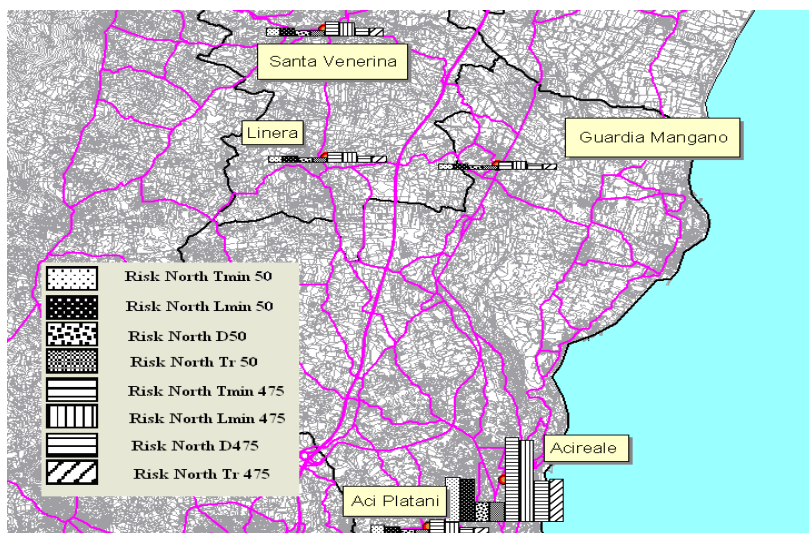 Santa Venerina
Linera
Guardia Mangano
Risk North Tmin 50
Risk North Lmin 50
Risk North D50
Risk North Tr 50
Risk North Tmin 475
Risk North Lmin 475
Risk North D475
Risk North Tr 475
Acireale
Aci Platani